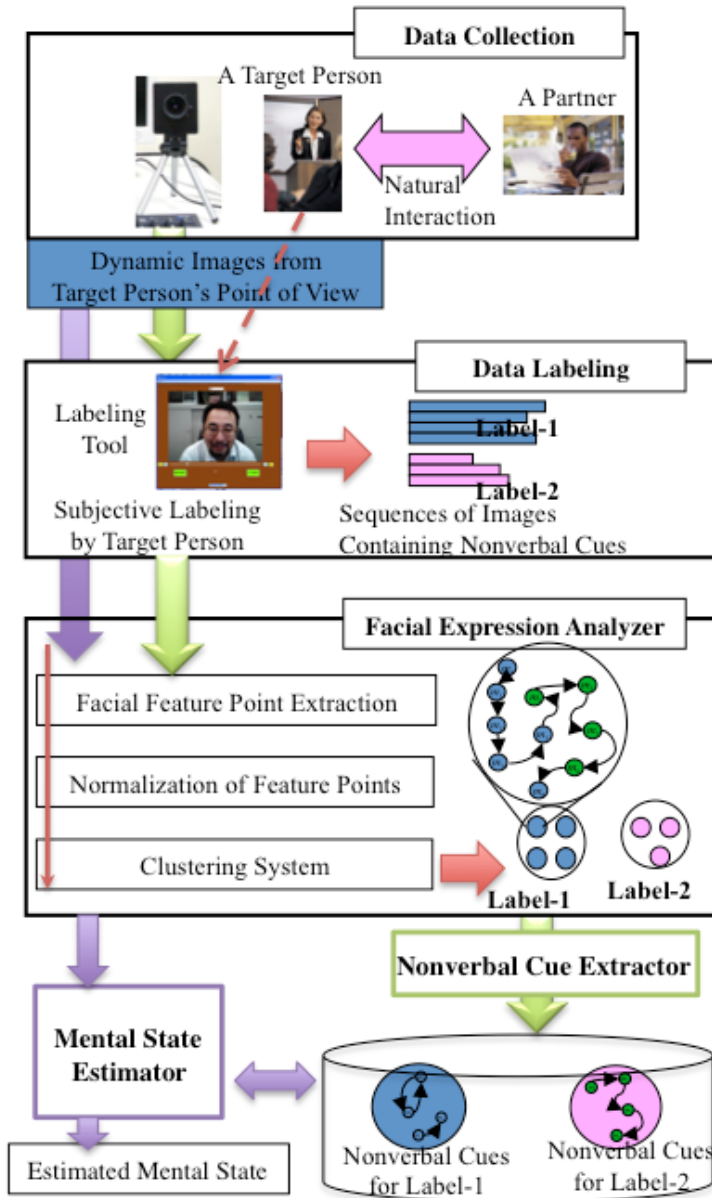 Data Collection
A Target Person
A Partner
Natural
Interaction
Dynamic Images from
Target Person's Point of View
Data Labeling
Labeling
Tool
Label-1
Label-2
Subjective Labeling
by Target Person
Sequences of Images
Containing Nonverbal Cues
Facial Expression Analyzer
Facial Feature Point Extraction
Normalization of Feature Points
Clustering System
Label-1
Label-2
Nonverbal Cue Extractor
Mental State
Estimator
Estimated Mental State
Nonverbal Cues
for Label-1
Nonverbal Cues
for Label-2